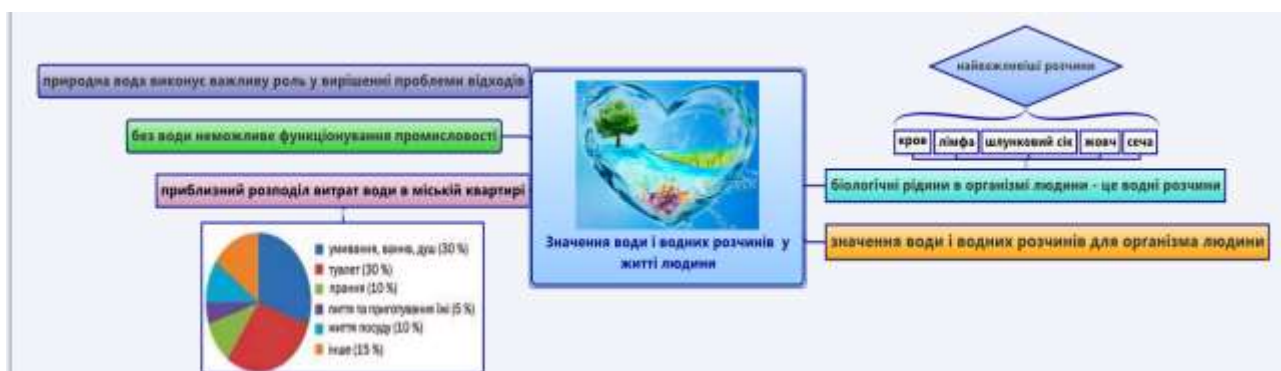 природна вода виконує важливу роль у вирішенні проблеми відходів
без води неможливе функціонування промисловості
приблизний розподіл витрат води в міській квартирі
умивання, ванна, душ (30 %)
туалет (30 %)
прання (10 %)
пиття та приготування їжі (5 %)
миття посуду (10 %)
інше (15 %)
Значення води і водних розчинів у
житті людини
найважливіші розчини
кров
лімфа
шлунковий сік
жовч
сеча
біологічні рідини в організмі людини - це водні розчини
значення води і водних розчинів для організма людини